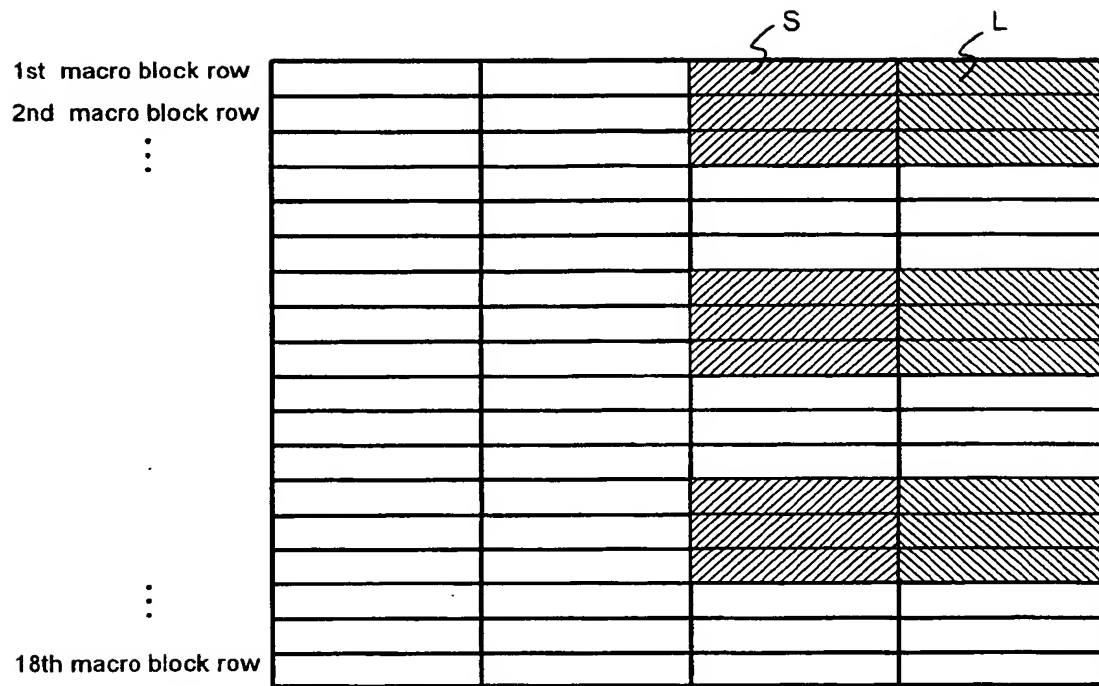 S
L
1st macro block row
2nd macro block row
18th macro block row